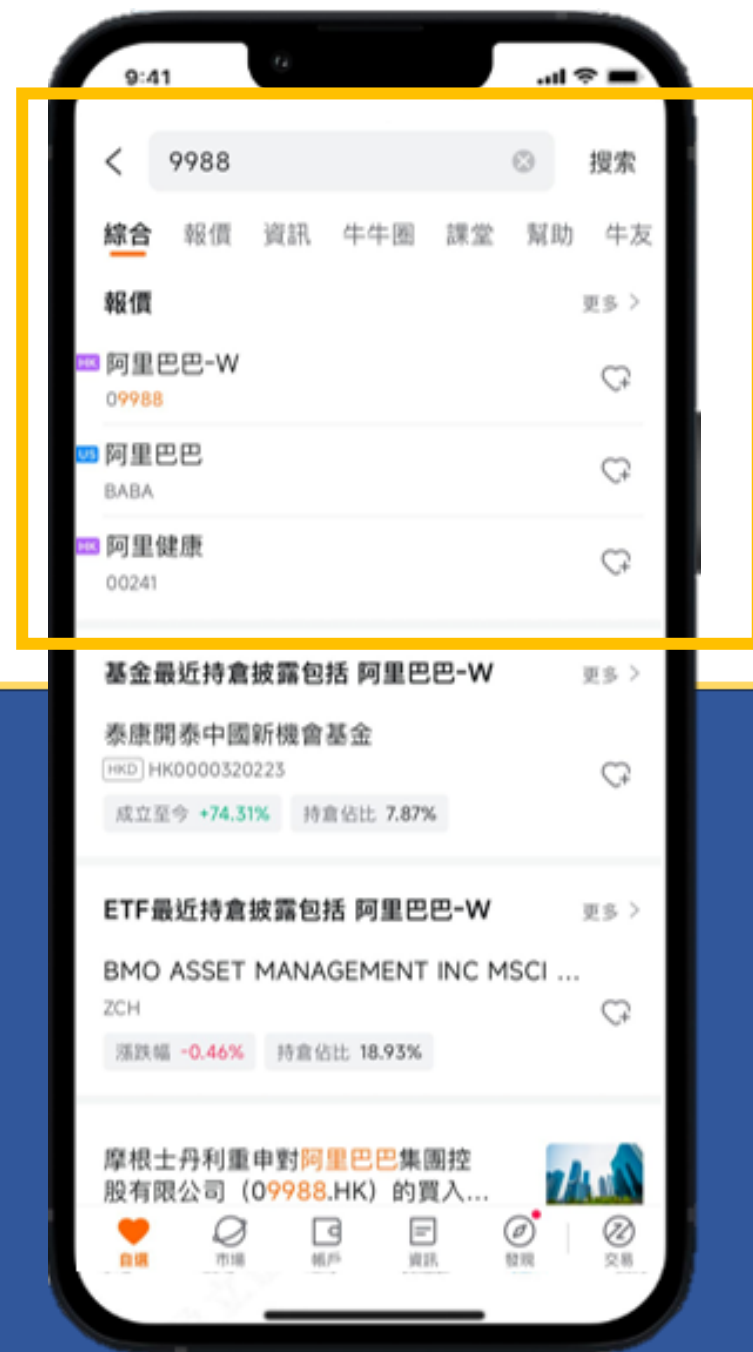 9:41
9988
搜索
綜合 報價 資訊 牛牛圈 課堂 幫助 牛友
報價 更多 >
HK 阿里巴巴-W
09988
US 阿里巴巴
BABA
HK 阿里健康
00241
基金最近持倉披露包括 阿里巴巴-W 更多 >
泰康開泰中國新機會基金
HKD HK0000320223
成立至今 +74.31% 持倉佔比 7.87%
ETF最近持倉披露包括 阿里巴巴-W 更多 >
BMO ASSET MANAGEMENT INC MSCI ...
ZCH
漲跌幅 -0.46% 持倉佔比 18.93%
摩根士丹利重申對阿里巴巴集團控
股有限公司（09988.HK）的買入...
自選 市場 帳戶 資訊 發現 交易